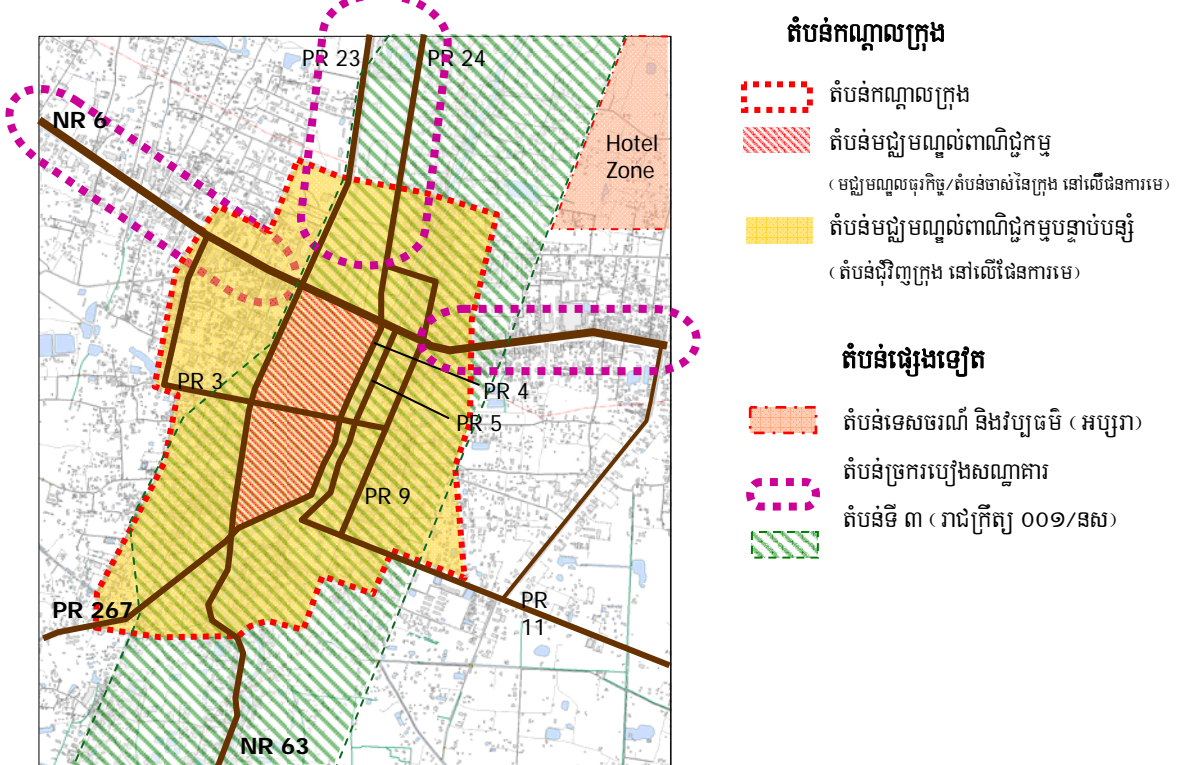 PR 23
PR 24
NR 6
Hotel
Zone
PR 3
PR 4
PR 5
PR 9
PR 267
PR
11
NR 63
តំបន់កណ្តាលក្រុង
តំបន់កណ្តាលក្រុង
តំបន់មជ្ឈមណ្ឌល់ពាណិជ្ជកម្ម
(មជ្ឈមណ្ឌលធុរកិច្ច/តំបន់ចាស់នៃក្រុង នៅលើផែនការមេ)
តំបន់មជ្ឈមណ្ឌល់ពាណិជ្ជកម្មបន្ទាប់បន្សំ
(តំបន់ជុំវិញក្រុង នៅលើផែនការមេ)
តំបន់ផ្សេងទៀត
តំបន់ទេសចរណ៍ និងវប្បធម៌ (អប្សរា)
តំបន់ច្រករបៀងសណ្ឋាគារ
តំបន់ទី ៣ (រាជក្រឹត្យ ០០១/នស)